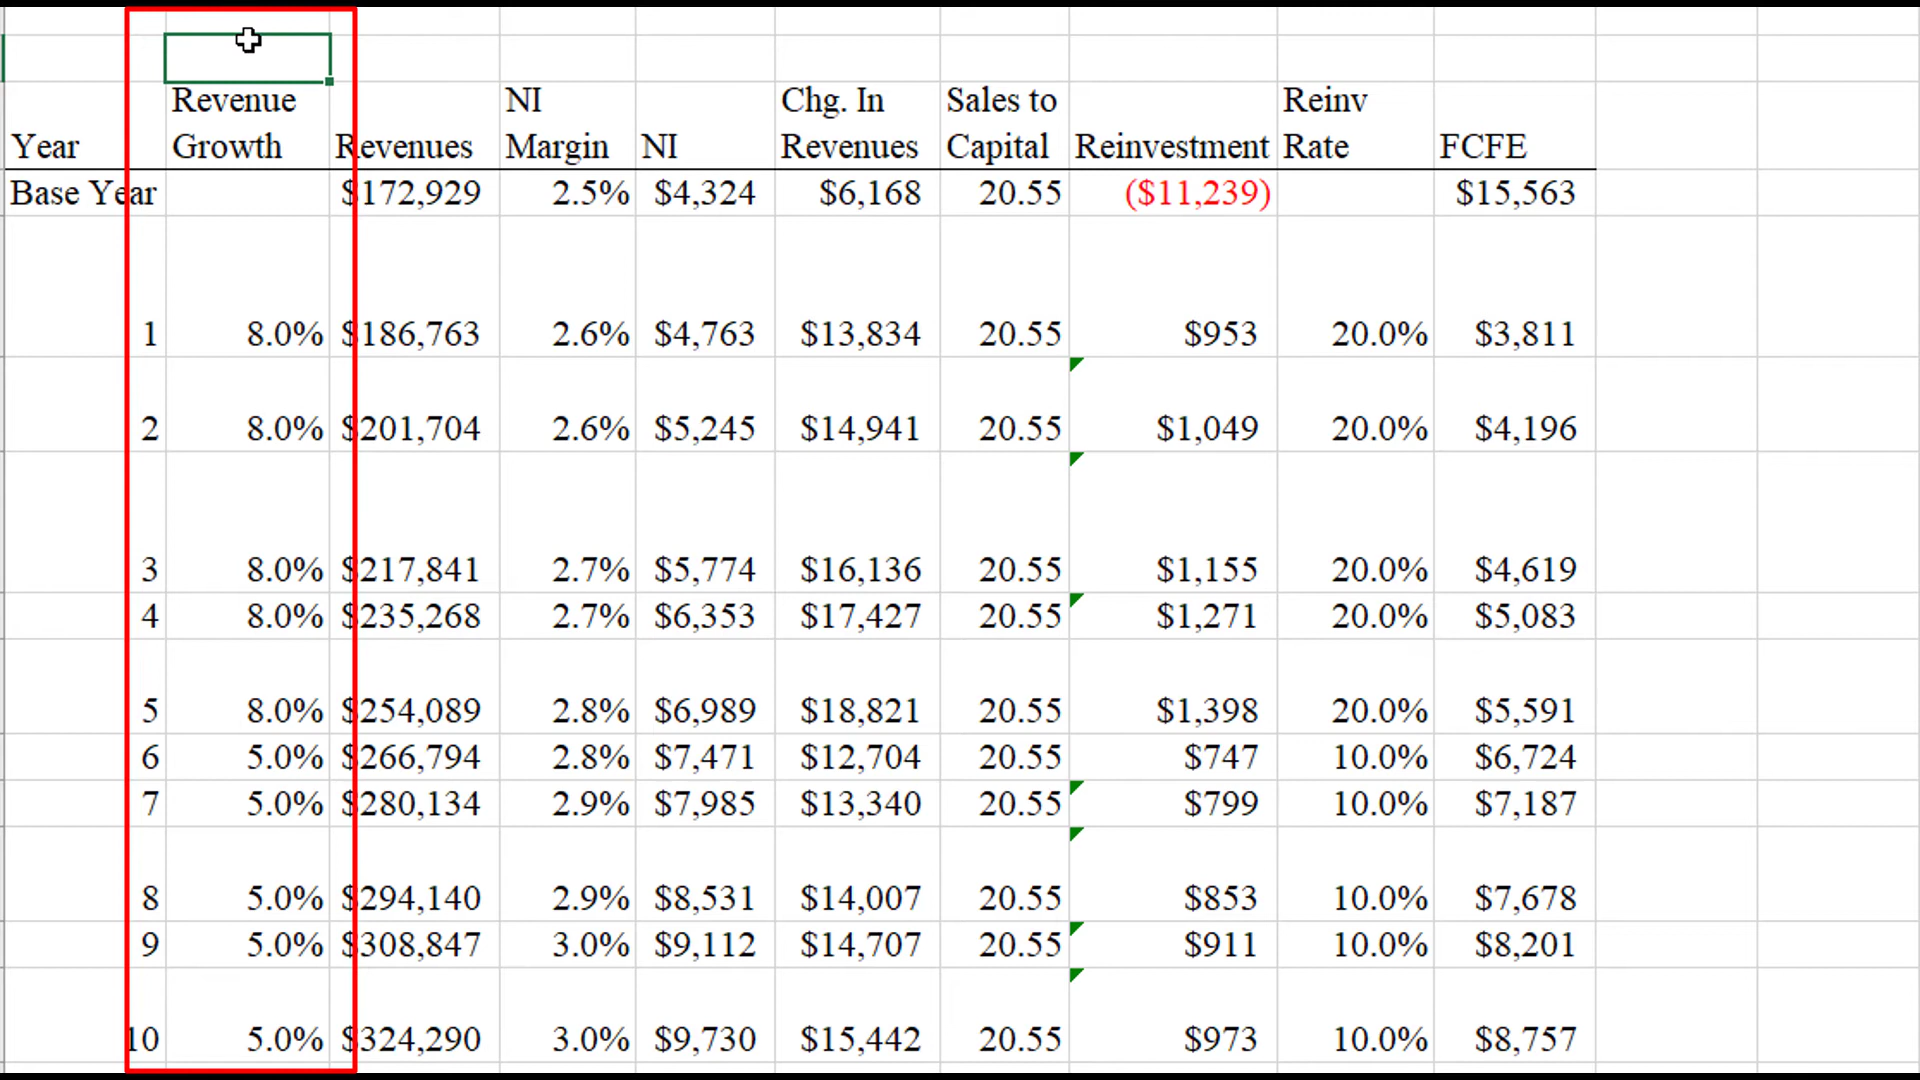 Revenue NI Chg. In Sales to Reinv
Year Growth Revenues Margin NI Revenues Capital Reinvestment Rate FCFE
Base Year $172,929 2.5% $4,324 $6,168 20.55 ($11,239) $15,563
1 8.0% $186,763 2.6% $4,763 $13,834 20.55 $953 20.0% $3,811
2 8.0% $201,704 2.6% $5,245 $14,941 20.55 $1,049 20.0% $4,196
3 8.0% $217,841 2.7% $5,774 $16,136 20.55 $1,155 20.0% $4,619
4 8.0% $235,268 2.7% $6,353 $17,427 20.55 $1,271 20.0% $5,083
5 8.0% $254,089 2.8% $6,989 $18,821 20.55 $1,398 20.0% $5,591
6 5.0% $266,794 2.8% $7,471 $12,704 20.55 $747 10.0% $6,724
7 5.0% $280,134 2.9% $7,985 $13,340 20.55 $799 10.0% $7,187
8 5.0% $294,140 2.9% $8,531 $14,007 20.55 $853 10.0% $7,678
9 5.0% $308,847 3.0% $9,112 $14,707 20.55 $911 10.0% $8,201
10 5.0% $324,290 3.0% $9,730 $15,442 20.55 $973 10.0% $8,757